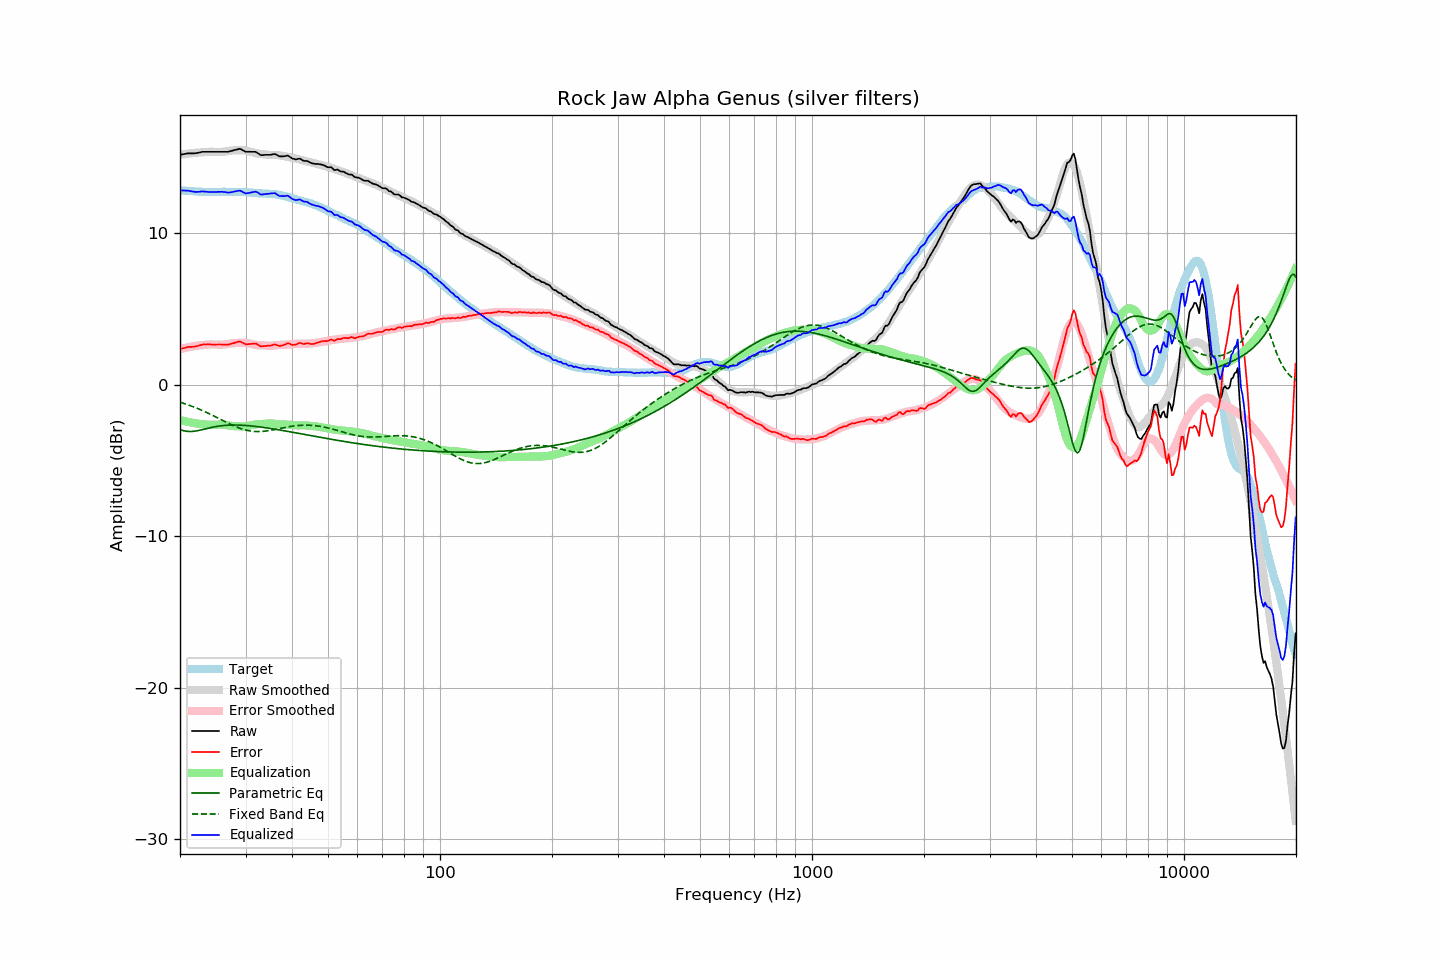 Rock Jaw Alpha Genus (silver filters)
Amplitude (dBr)
10
0
−10
−20
−30
Target
Raw Smoothed
Error Smoothed
Raw
Error
Equalization
Parametric Eq
Fixed Band Eq
Equalized
100
1000
10000
Frequency (Hz)